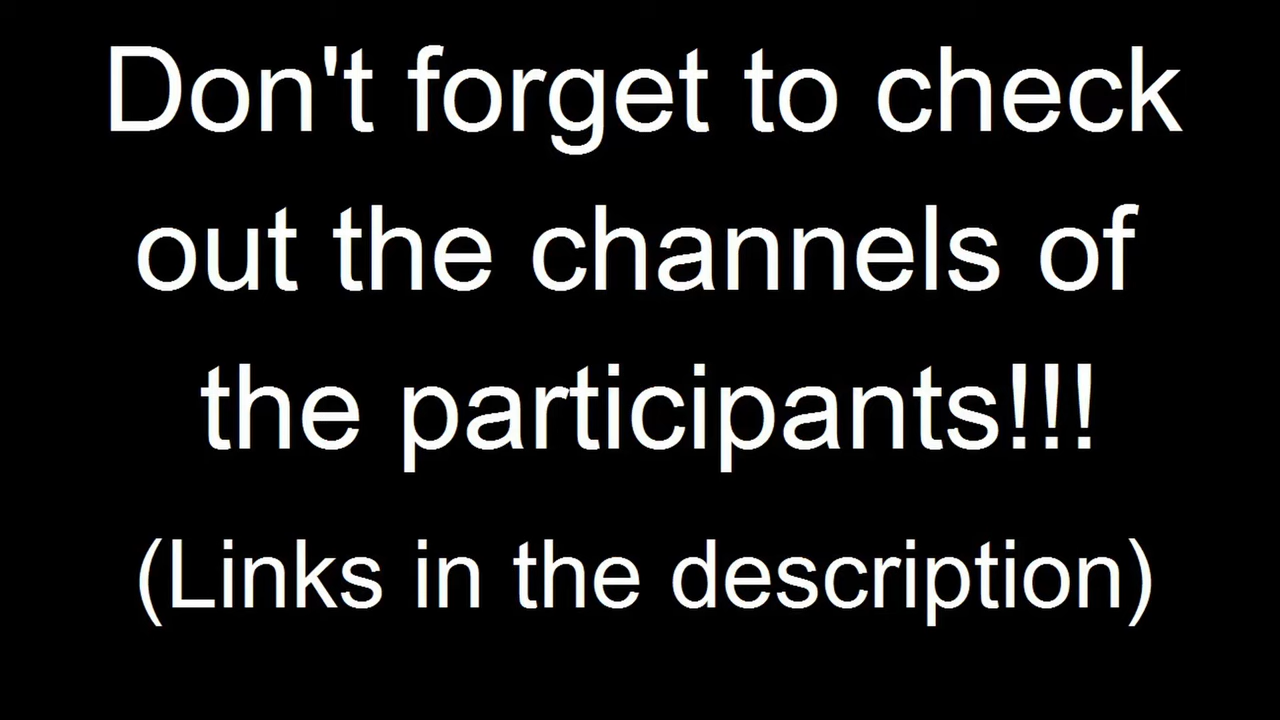 Don't forget to check
out the channels of
the participants!!!
(Links in the description)